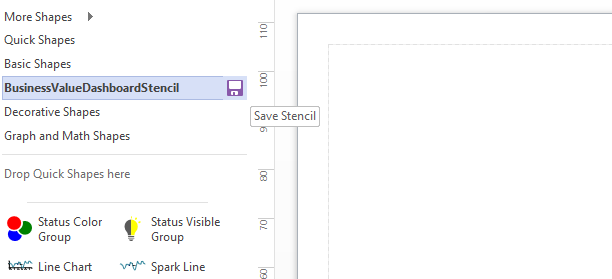 More Shapes
Quick Shapes
Basic Shapes
BusinessValueDashboardStencil
Save Stencil
Decorative Shapes
Graph and Math Shapes
Drop Quick Shapes here
Status Color Group
Status Visible Group
Line Chart
Spark Line
110
100
80
70
60